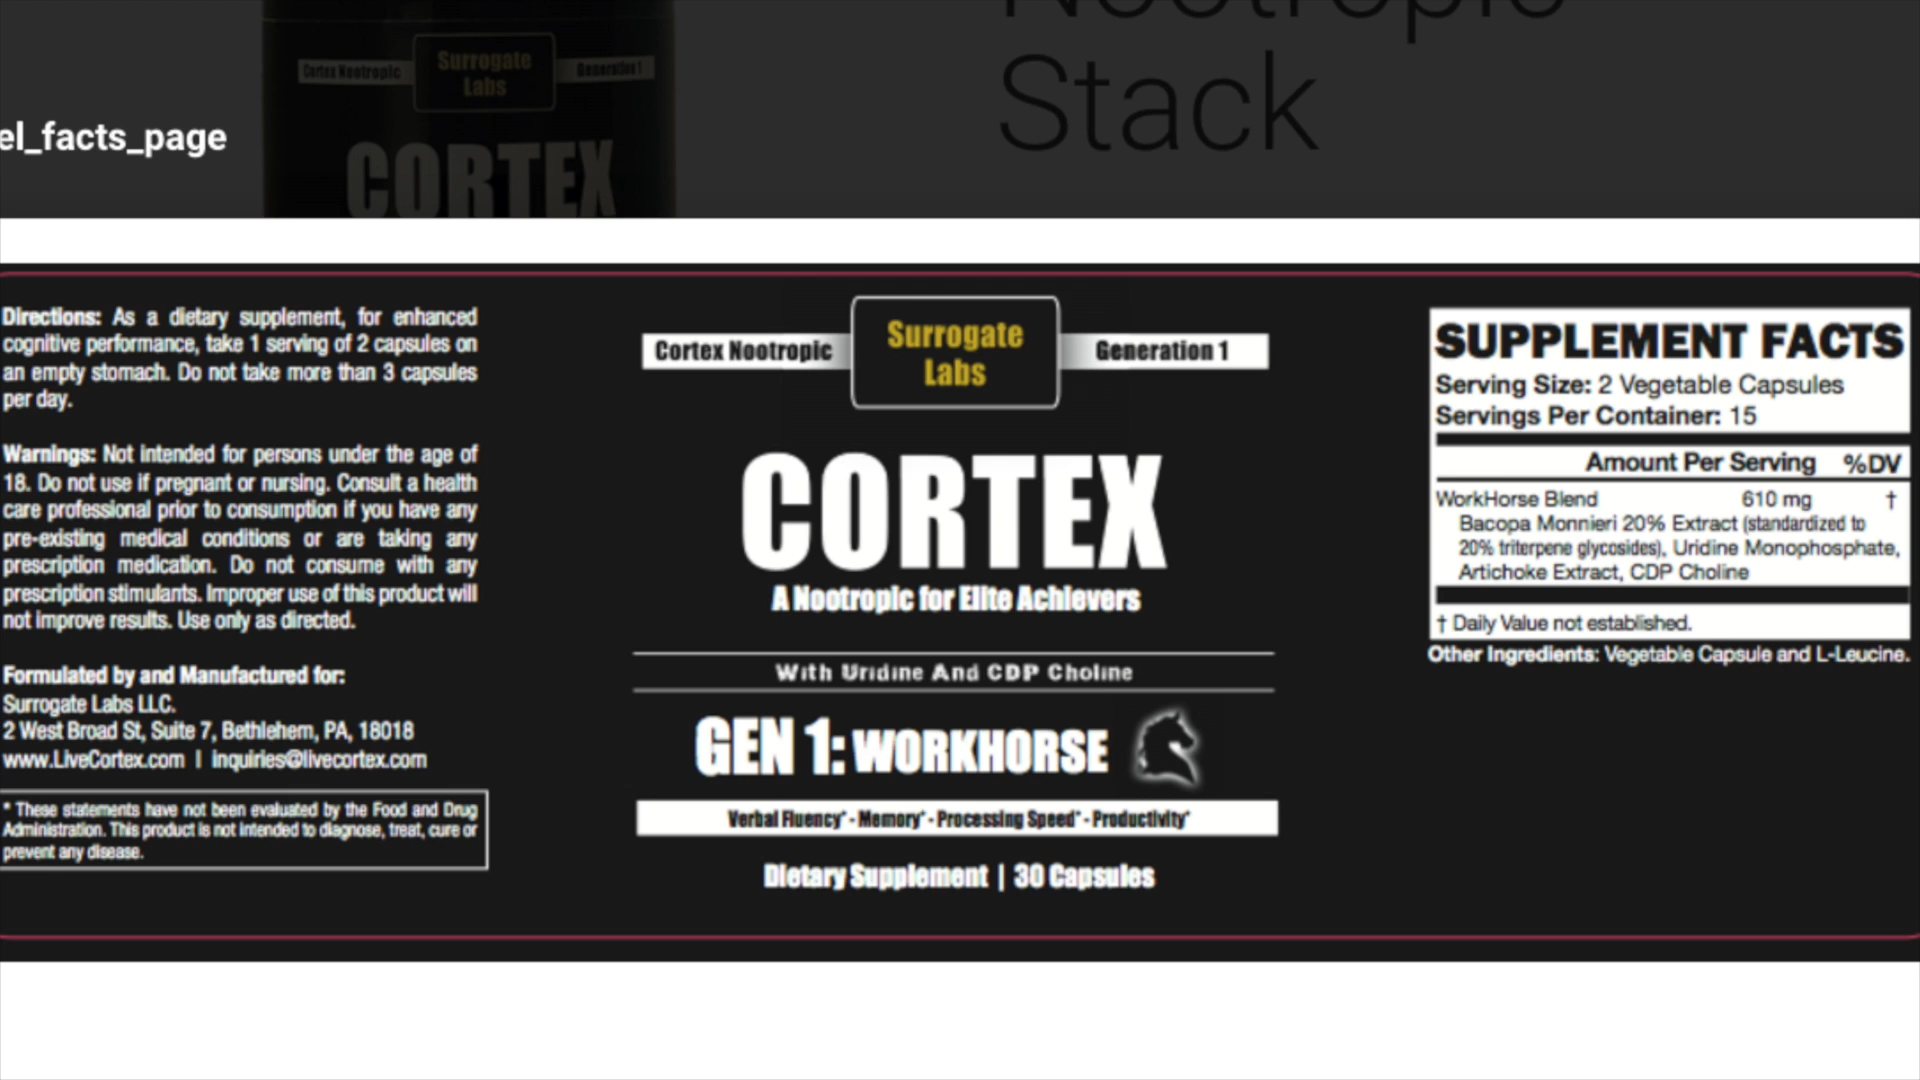 Nootropic
Stack
Cortex Nootropic
Surrogate
Labs
Generation 1
CORTEX
el_facts_page
Directions: As a dietary supplement, for enhanced
cognitive performance, take 1 serving of 2 capsules on
an empty stomach. Do not take more than 3 capsules
per day.
Warnings: Not intended for persons under the age of
18. Do not use if pregnant or nursing. Consult a health
care professional prior to consumption if you have any
pre-existing medical conditions or are taking any
prescription medication. Do not consume with any
prescription stimulants. Improper use of this product will
not improve results. Use only as directed.
Formulated by and Manufactured for:
Surrogate Labs LLC.
2 West Broad St, Suite 7, Bethlehem, PA, 18018
www.LiveCortex.com | inquiries@livecortex.com
* These statements have not been evaluated by the Food and Drug
Administration. This product is not intended to diagnose, treat, cure or
prevent any disease.
Cortex Nootropic
Surrogate
Labs
Generation 1
CORTEX
A Nootropic for Elite Achievers
With Uridine And CDP Choline
GEN 1: WORKHORSE
Verbal Fluency* - Memory* - Processing Speed* - Productivity*
Dietary Supplement | 30 Capsules
SUPPLEMENT FACTS
Serving Size: 2 Vegetable Capsules
Servings Per Container: 15
Amount Per Serving %DV
WorkHorse Blend 610 mg †
Bacopa Monnieri 20% Extract (standardized to
20% triterpene glycosides), Uridine Monophosphate,
Artichoke Extract, CDP Choline
† Daily Value not established.
Other Ingredients: Vegetable Capsule and L-Leucine.